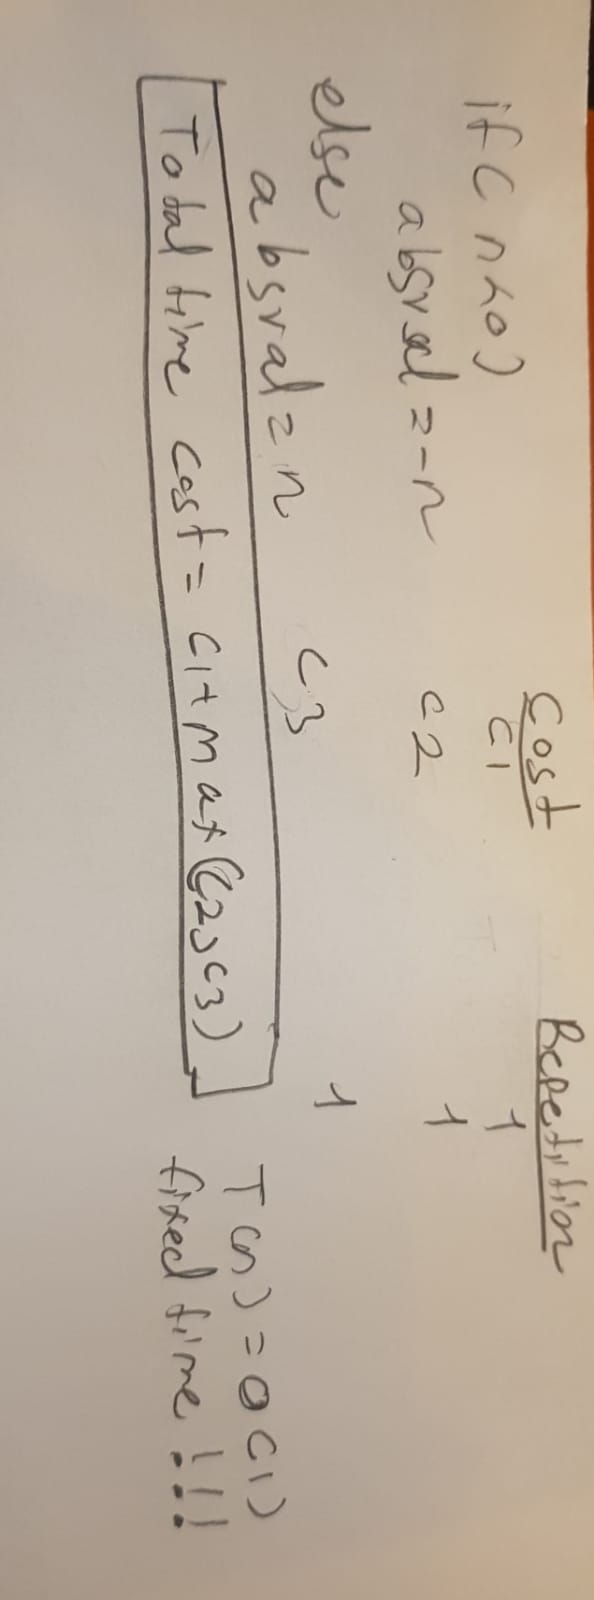 Cost Repetition
if( n<0) c1 1
absval = -n c2 1
else
absval = n c3 1
Total time cost = c1+max(c2,c3) T(n) = O(1)
fixed time !!!